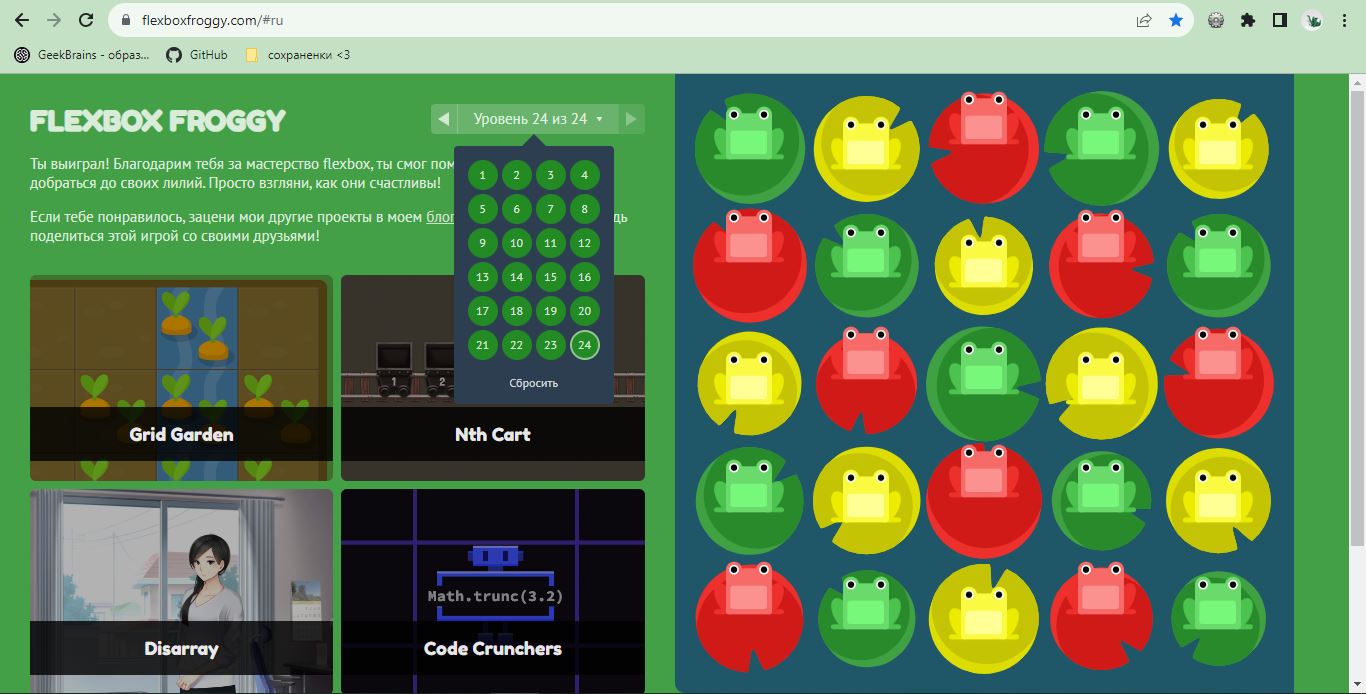 flexboxfroggy.com/#ru
GeekBrains - образ...
GitHub
сохраненки <3
FLEXBOX FROGGY
Уровень 24 из 24
Ты выиграл! Благодарим тебя за мастерство flexbox, ты смог пом
добраться до своих лилий. Просто взгляни, как они счастливы!
Если тебе понравилось, зацени мои другие проекты в моем блог
дь
поделиться этой игрой со своими друзьями!
1 2 3 4
5 6 7 8
9 10 11 12
13 14 15 16
17 18 19 20
21 22 23 24
Сбросить
1 2
Grid Garden
Nth Cart
Math.trunc(3.2)
Disarray
Code Crunchers